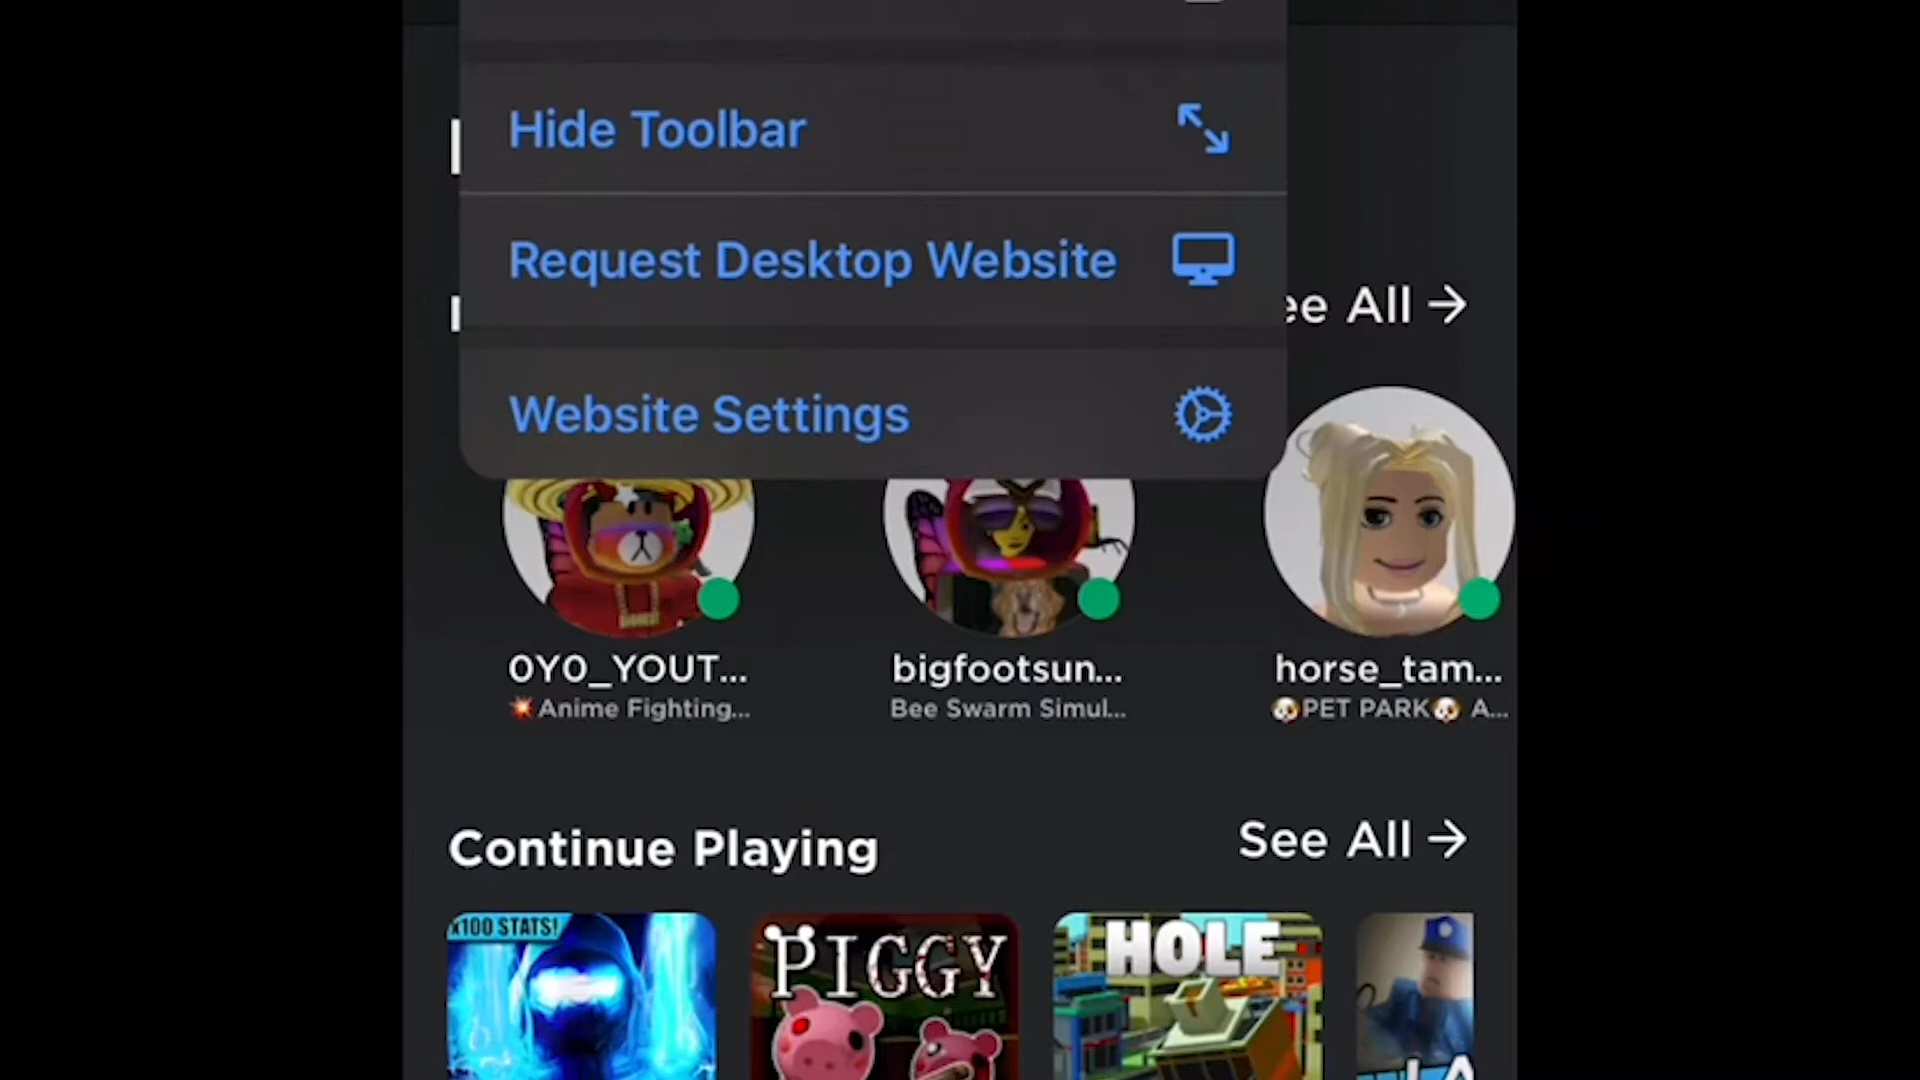 Hide Toolbar
Request Desktop Website
ee All →
Website Settings
0Y0_YOUT...
bigfootsun...
horse_tam...
💥Anime Fighting...
Bee Swarm Simul...
🐶PET PARK🐶 A...
Continue Playing
See All →
x100 STATS!
PIGGY
HOLE